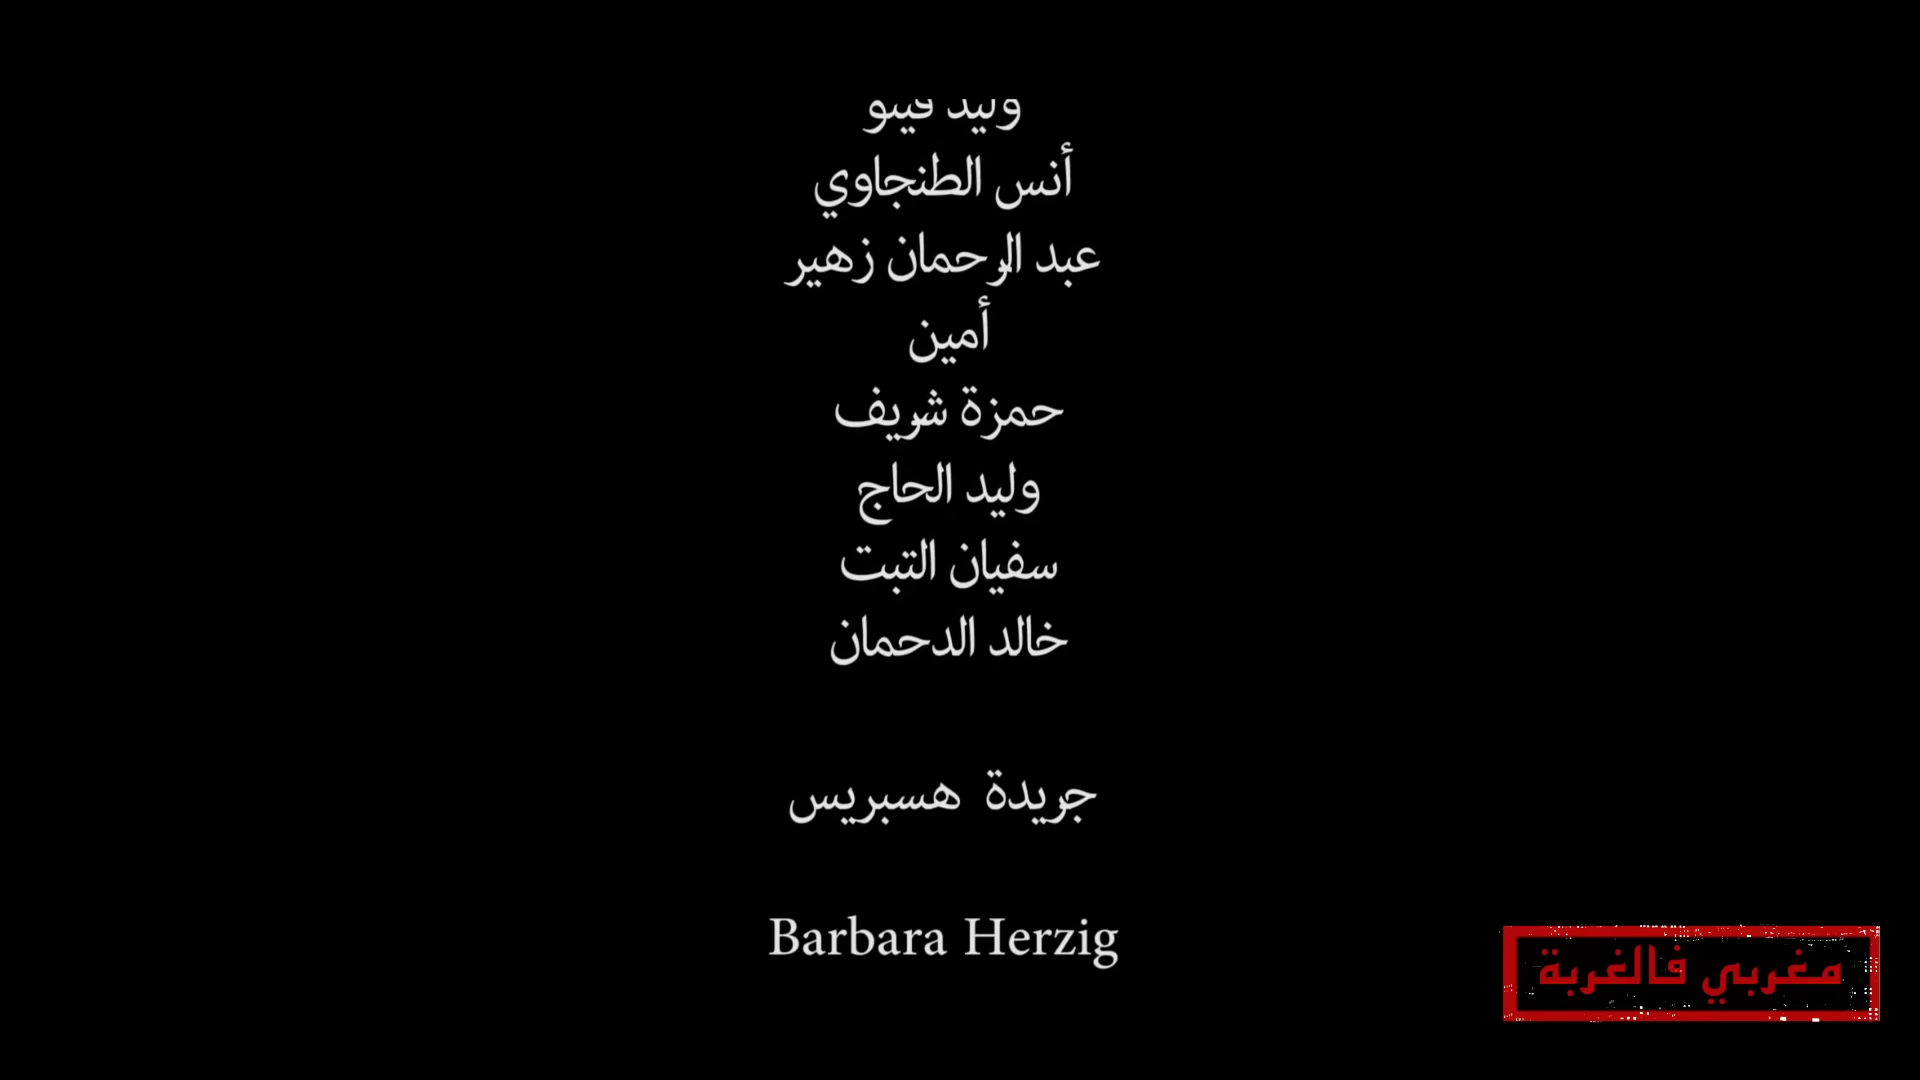 وليد
أنس الطنجاوي
عبد الرحمان زهير
أمين
حمزة شريف
وليد الحاج
سفيان التبت
خالد الدحمان
جريدة هسبريس
Barbara Herzig
مغربي فالغربة